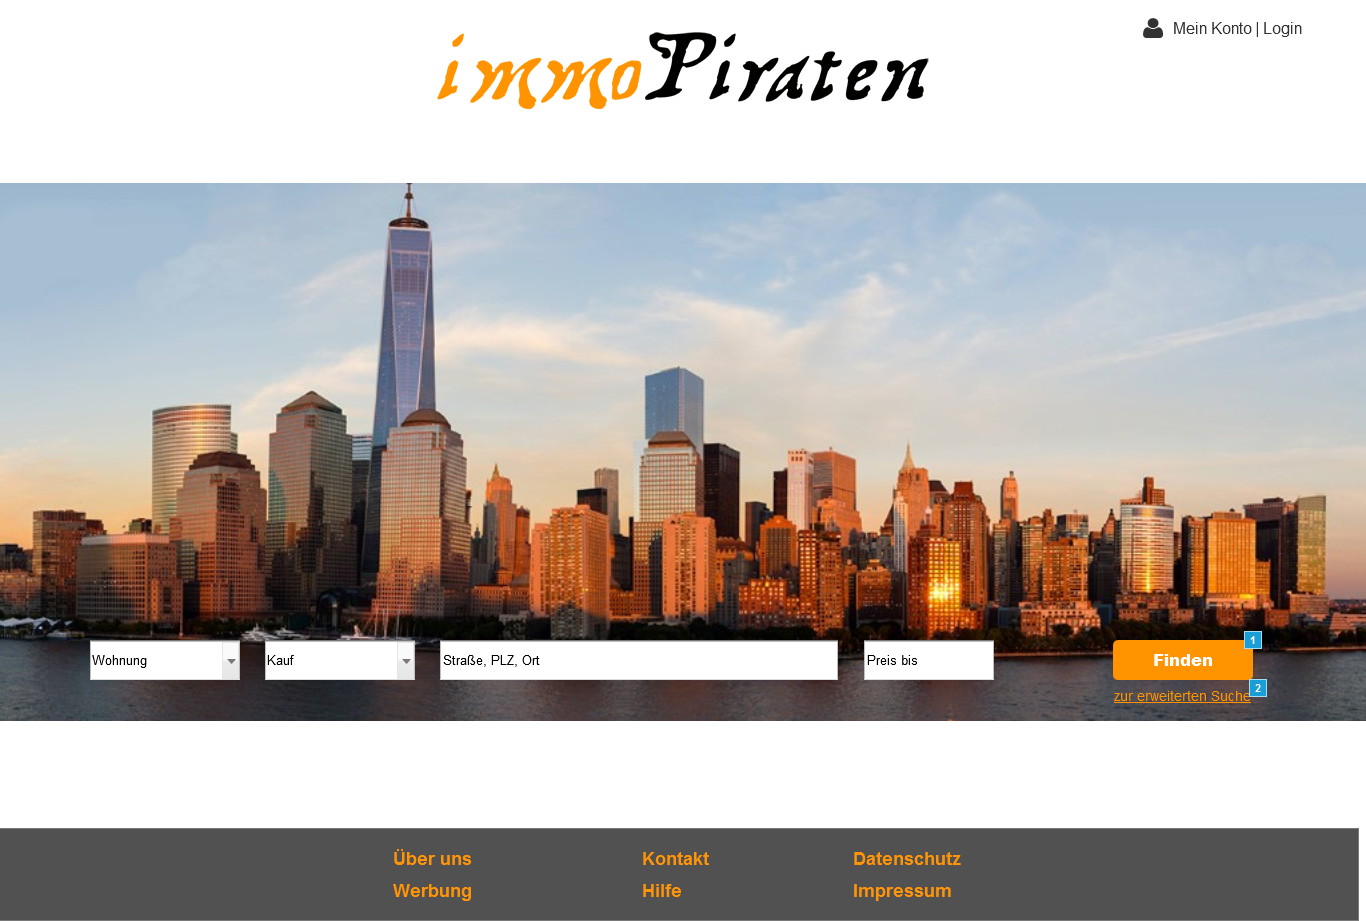 Mein Konto | Login
immoPiraten
Wohnung
Kauf
Straße, PLZ, Ort
Preis bis
Finden
1
zur erweiterten Suche
2
Über uns
Kontakt
Datenschutz
Werbung
Hilfe
Impressum